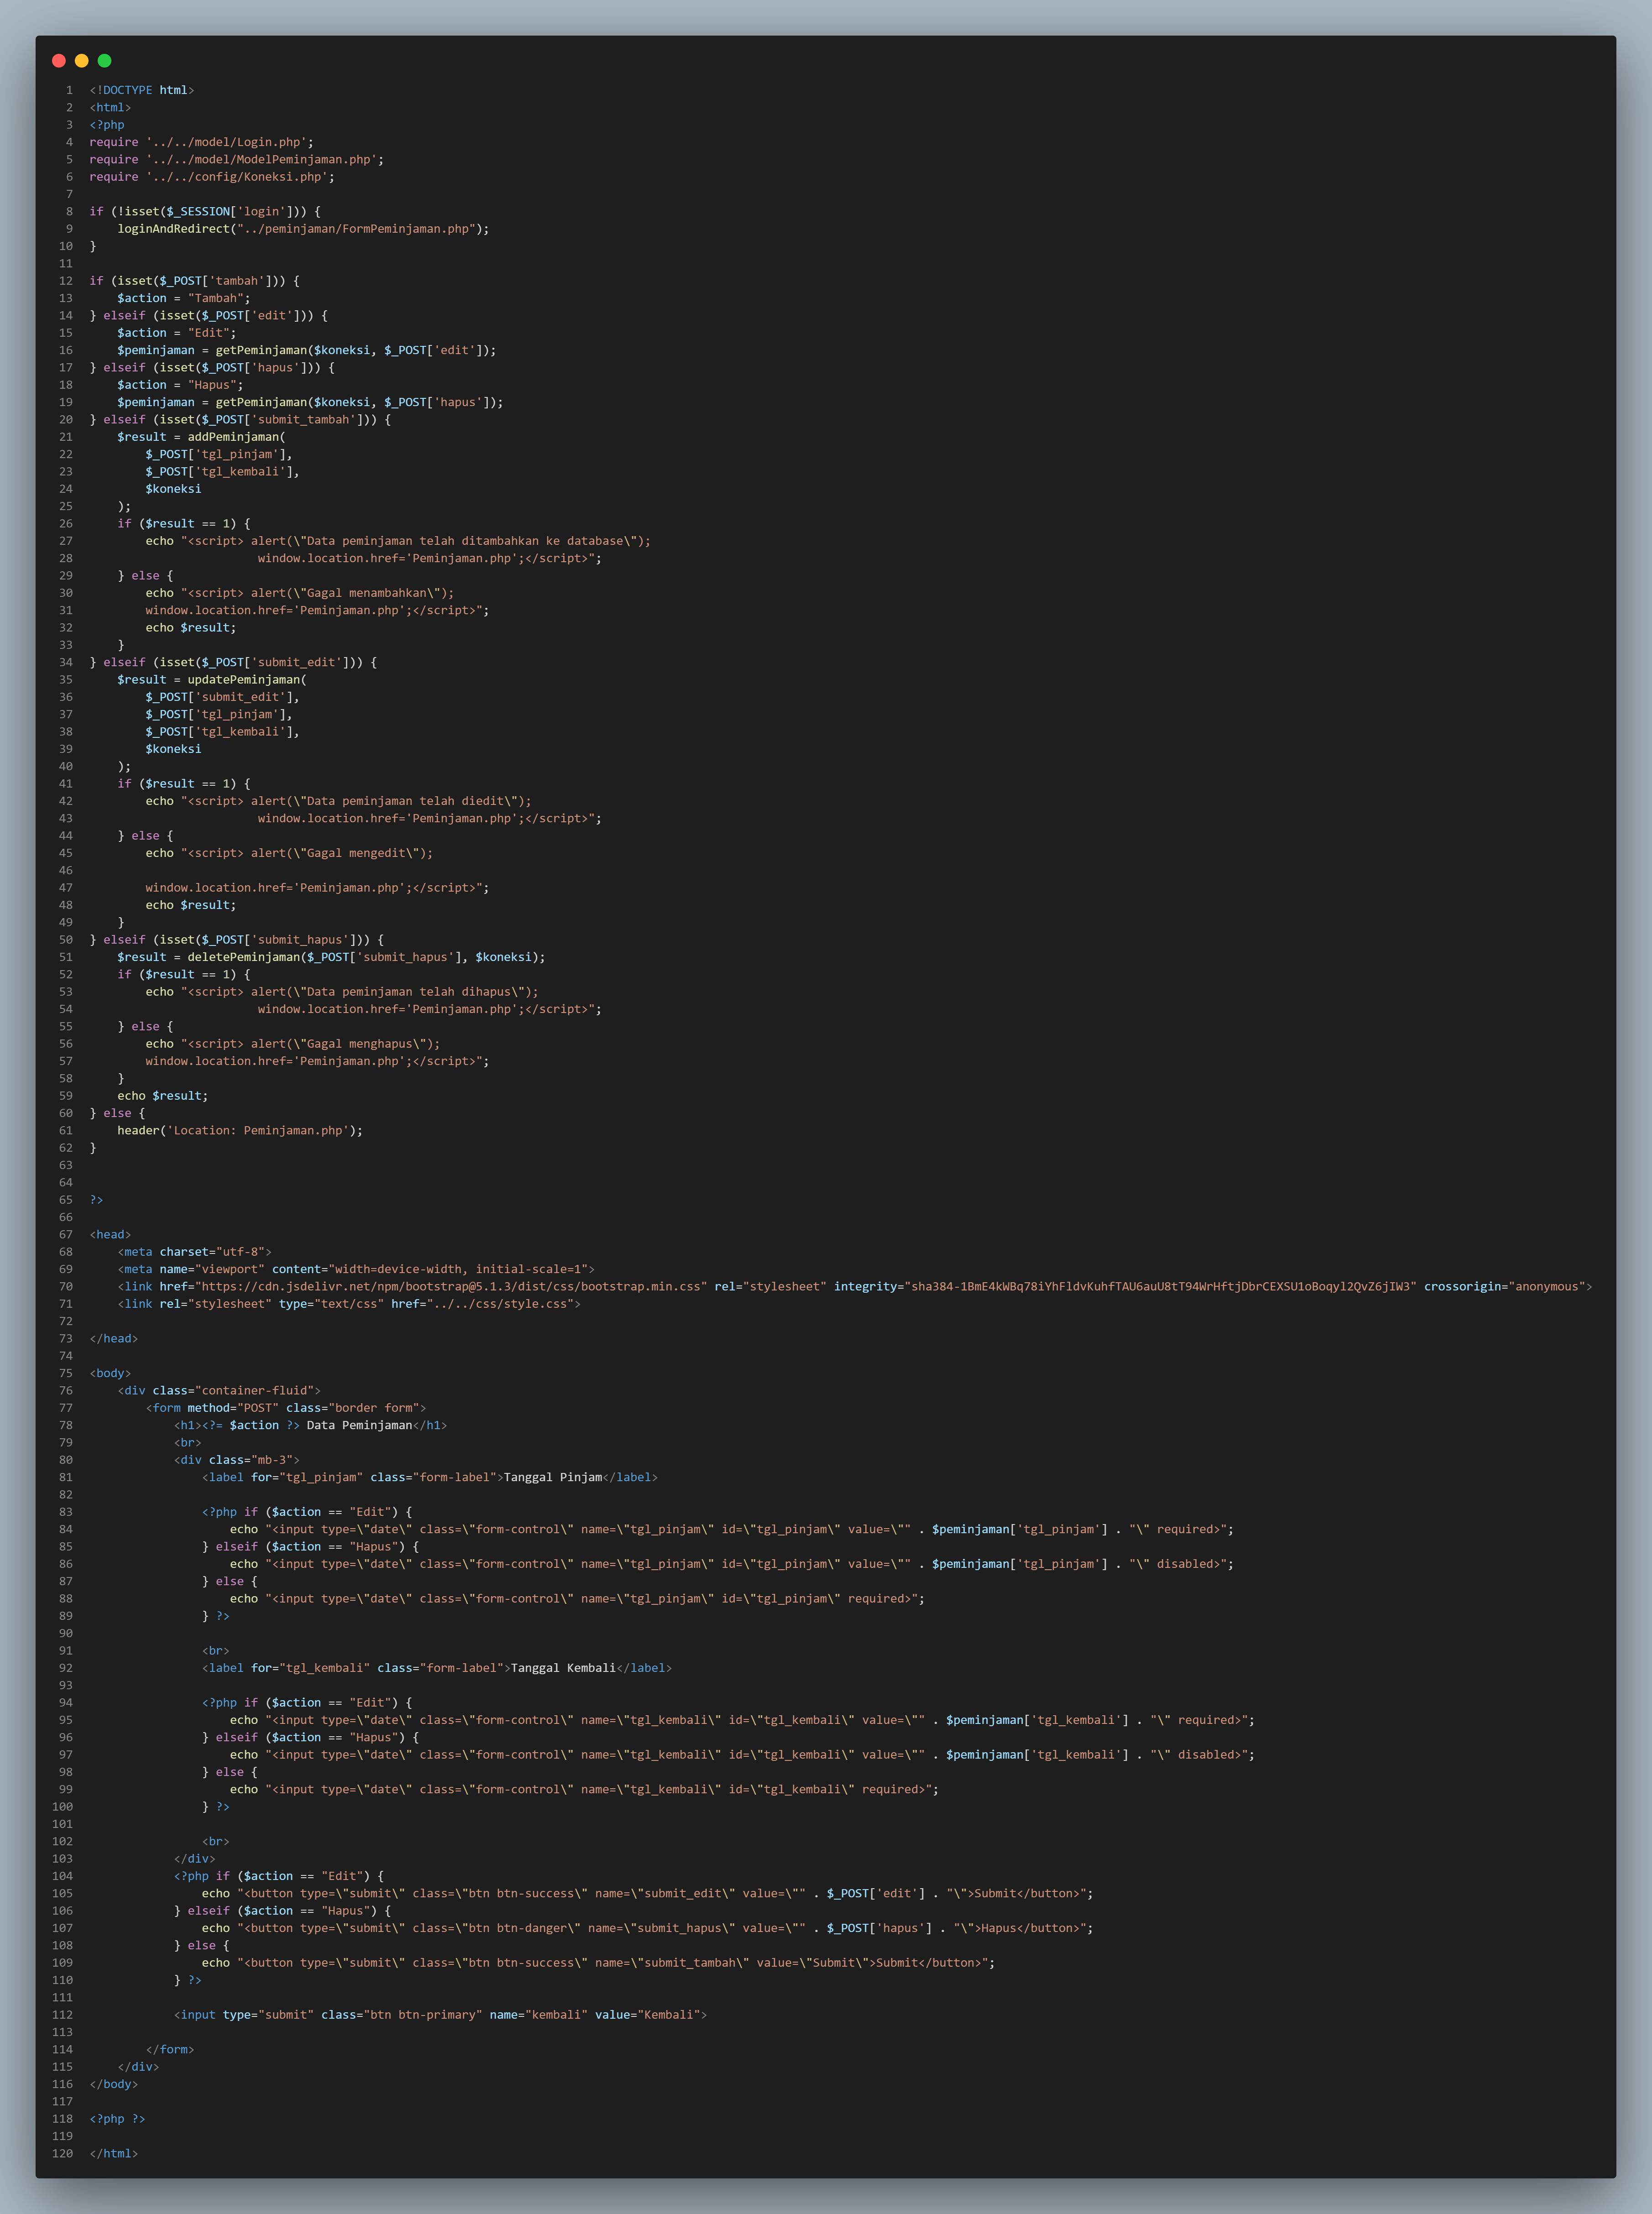 1 <!DOCTYPE html>
2 <html>
3 <?php
4 require '../../model/Login.php';
5 require '../../model/ModelPeminjaman.php';
6 require '../../config/Koneksi.php';
7
8 if (!isset($_SESSION['login'])) {
9     loginAndRedirect("../peminjaman/FormPeminjaman.php");
10 }
11
12 if (isset($_POST['tambah'])) {
13     $action = "Tambah";
14 } elseif (isset($_POST['edit'])) {
15     $action = "Edit";
16     $peminjaman = getPeminjaman($koneksi, $_POST['edit']);
17 } elseif (isset($_POST['hapus'])) {
18     $action = "Hapus";
19     $peminjaman = getPeminjaman($koneksi, $_POST['hapus']);
20 } elseif (isset($_POST['submit_tambah'])) {
21     $result = addPeminjaman(
22         $_POST['tgl_pinjam'],
23         $_POST['tgl_kembali'],
24         $koneksi
25     );
26     if ($result == 1) {
27         echo "<script> alert(\"Data peminjaman telah ditambahkan ke database\");
28                         window.location.href='Peminjaman.php';</script>";
29     } else {
30         echo "<script> alert(\"Gagal menambahkan\");
31         window.location.href='Peminjaman.php';</script>";
32         echo $result;
33     }
34 } elseif (isset($_POST['submit_edit'])) {
35     $result = updatePeminjaman(
36         $_POST['submit_edit'],
37         $_POST['tgl_pinjam'],
38         $_POST['tgl_kembali'],
39         $koneksi
40     );
41     if ($result == 1) {
42         echo "<script> alert(\"Data peminjaman telah diedit\");
43                         window.location.href='Peminjaman.php';</script>";
44     } else {
45         echo "<script> alert(\"Gagal mengedit\");
46
47         window.location.href='Peminjaman.php';</script>";
48         echo $result;
49     }
50 } elseif (isset($_POST['submit_hapus'])) {
51     $result = deletePeminjaman($_POST['submit_hapus'], $koneksi);
52     if ($result == 1) {
53         echo "<script> alert(\"Data peminjaman telah dihapus\");
54                         window.location.href='Peminjaman.php';</script>";
55     } else {
56         echo "<script> alert(\"Gagal menghapus\");
57         window.location.href='Peminjaman.php';</script>";
58     }
59     echo $result;
60 } else {
61     header('Location: Peminjaman.php');
62 }
63
64
65 ?>
66
67 <head>
68     <meta charset="utf-8">
69     <meta name="viewport" content="width=device-width, initial-scale=1">
70     <link href="https://cdn.jsdelivr.net/npm/bootstrap@5.1.3/dist/css/bootstrap.min.css" rel="stylesheet" integrity="sha384-1BmE4kWBq78iYhFldvKuhfTAU6auU8tT94WrHftjDbrCEXSU1oBoqyl2QvZ6jIW3" crossorigin="anonymous">
71     <link rel="stylesheet" type="text/css" href="../../css/style.css">
72
73 </head>
74
75 <body>
76     <div class="container-fluid">
77         <form method="POST" class="border form">
78             <h1><?= $action ?> Data Peminjaman</h1>
79             <br>
80             <div class="mb-3">
81                 <label for="tgl_pinjam" class="form-label">Tanggal Pinjam</label>
82
83                 <?php if ($action == "Edit") {
84                     echo "<input type=\"date\" class=\"form-control\" name=\"tgl_pinjam\" id=\"tgl_pinjam\" value=\"" . $peminjaman['tgl_pinjam'] . "\" required>";
85                 } elseif ($action == "Hapus") {
86                     echo "<input type=\"date\" class=\"form-control\" name=\"tgl_pinjam\" id=\"tgl_pinjam\" value=\"" . $peminjaman['tgl_pinjam'] . "\" disabled>";
87                 } else {
88                     echo "<input type=\"date\" class=\"form-control\" name=\"tgl_pinjam\" id=\"tgl_pinjam\" required>";
89                 } ?>
90
91                 <br>
92                 <label for="tgl_kembali" class="form-label">Tanggal Kembali</label>
93
94                 <?php if ($action == "Edit") {
95                     echo "<input type=\"date\" class=\"form-control\" name=\"tgl_kembali\" id=\"tgl_kembali\" value=\"" . $peminjaman['tgl_kembali'] . "\" required>";
96                 } elseif ($action == "Hapus") {
97                     echo "<input type=\"date\" class=\"form-control\" name=\"tgl_kembali\" id=\"tgl_kembali\" value=\"" . $peminjaman['tgl_kembali'] . "\" disabled>";
98                 } else {
99                     echo "<input type=\"date\" class=\"form-control\" name=\"tgl_kembali\" id=\"tgl_kembali\" required>";
100                 } ?>
101
102                 <br>
103             </div>
104             <?php if ($action == "Edit") {
105                 echo "<button type=\"submit\" class=\"btn btn-success\" name=\"submit_edit\" value=\"" . $_POST['edit'] . "\">Submit</button>";
106             } elseif ($action == "Hapus") {
107                 echo "<button type=\"submit\" class=\"btn btn-danger\" name=\"submit_hapus\" value=\"" . $_POST['hapus'] . "\">Hapus</button>";
108             } else {
109                 echo "<button type=\"submit\" class=\"btn btn-success\" name=\"submit_tambah\" value=\"Submit\">Submit</button>";
110             } ?>
111
112             <input type="submit" class="btn btn-primary" name="kembali" value="Kembali">
113
114         </form>
115     </div>
116 </body>
117
118 <?php ?>
119
120 </html>